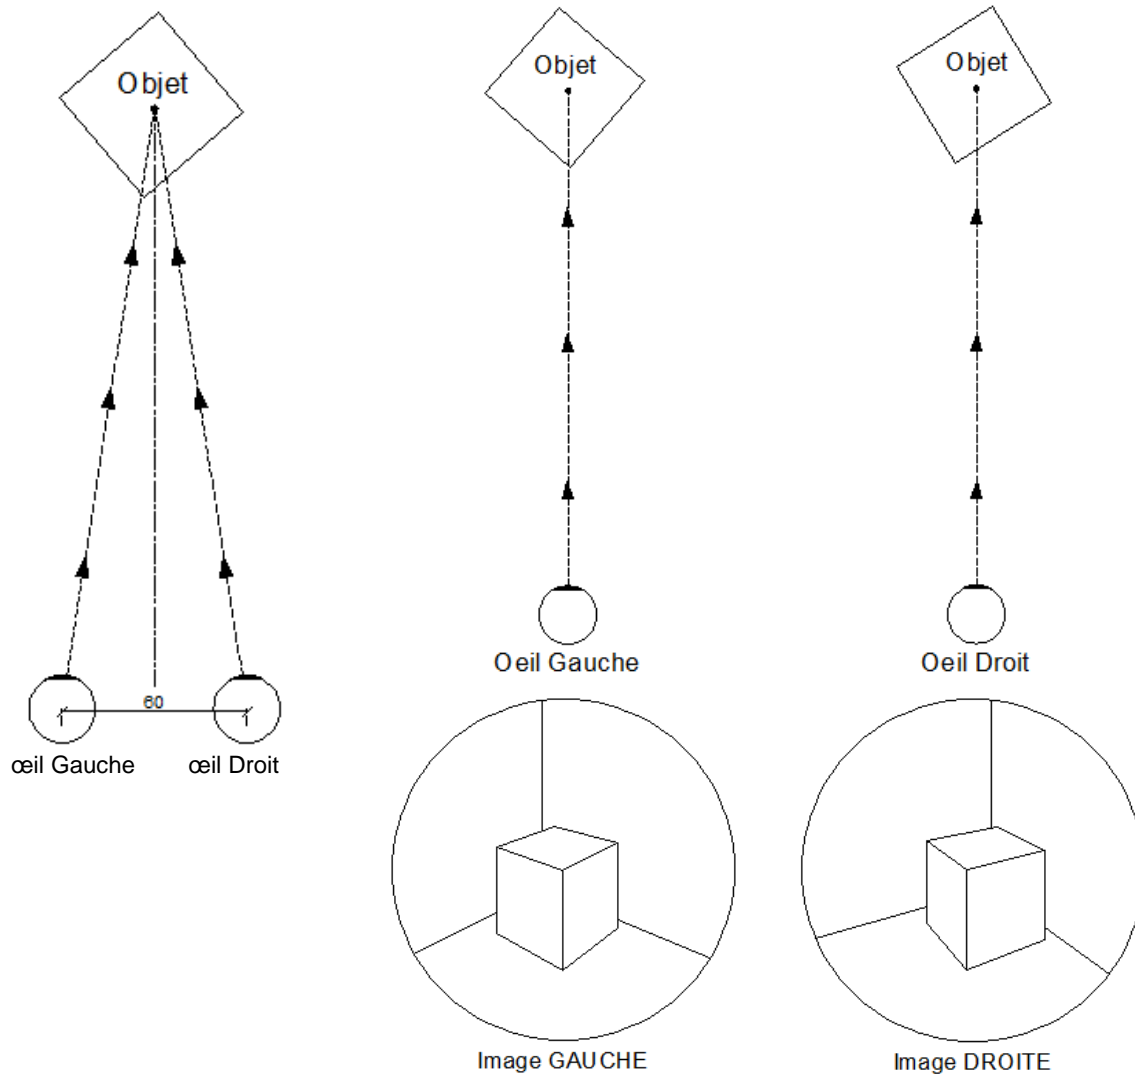 Objet
Objet
Objet
60
œil Gauche
œil Droit
Oeil Gauche
Oeil Droit
Image GAUCHE
Image DROITE